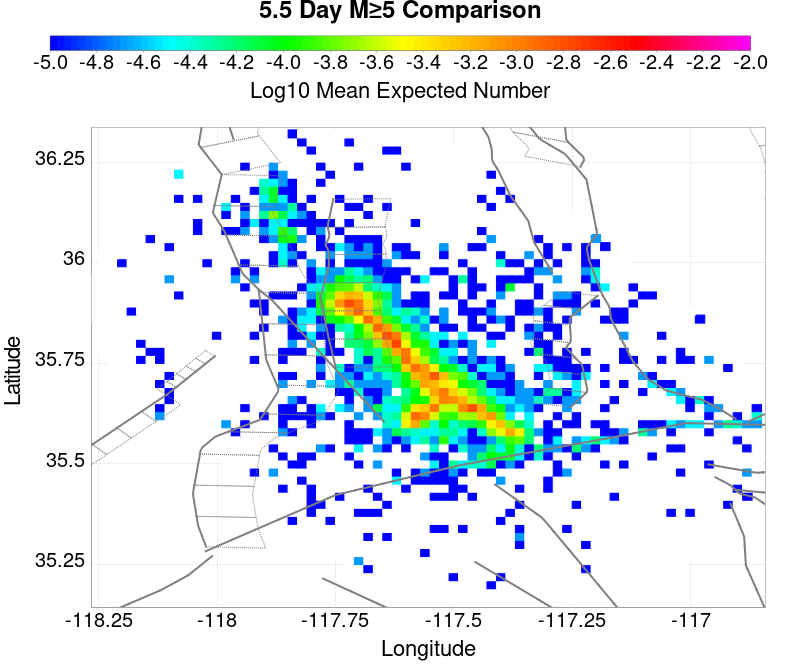 5.5 Day M≥5 Comparison
-5.0 -4.8 -4.6 -4.4 -4.2 -4.0 -3.8 -3.6 -3.4 -3.2 -3.0 -2.8 -2.6 -2.4 -2.2 -2.0
Log10 Mean Expected Number
36.25
36
35.75
35.5
35.25
Latitude
-118.25 -118 -117.75 -117.5 -117.25 -117
Longitude